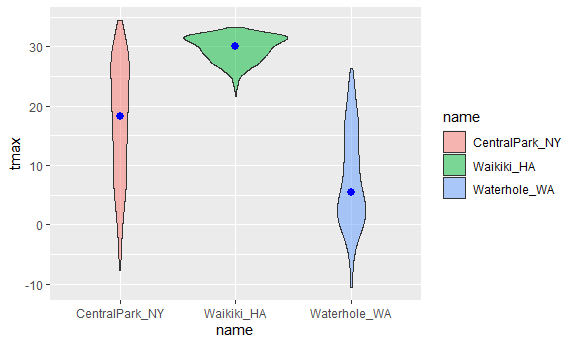 30
20
10
0
-10
tmax
CentralPark_NY
Waikiki_HA
Waterhole_WA
name
name
CentralPark_NY
Waikiki_HA
Waterhole_WA